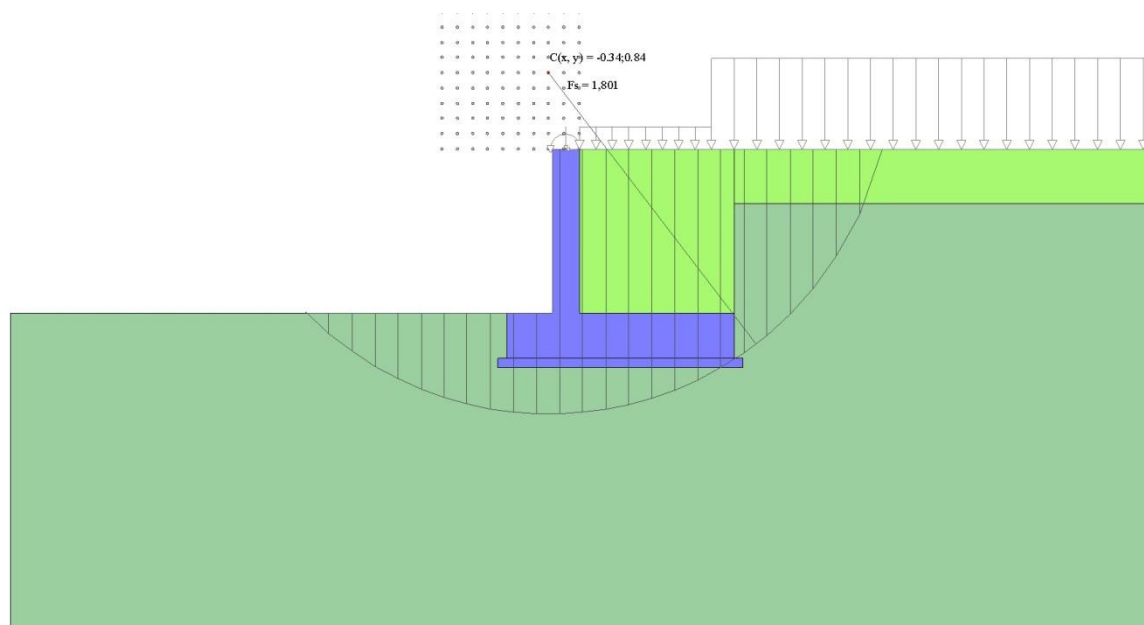 C(x, y) = -0.34;0.84
Fs = 1,801